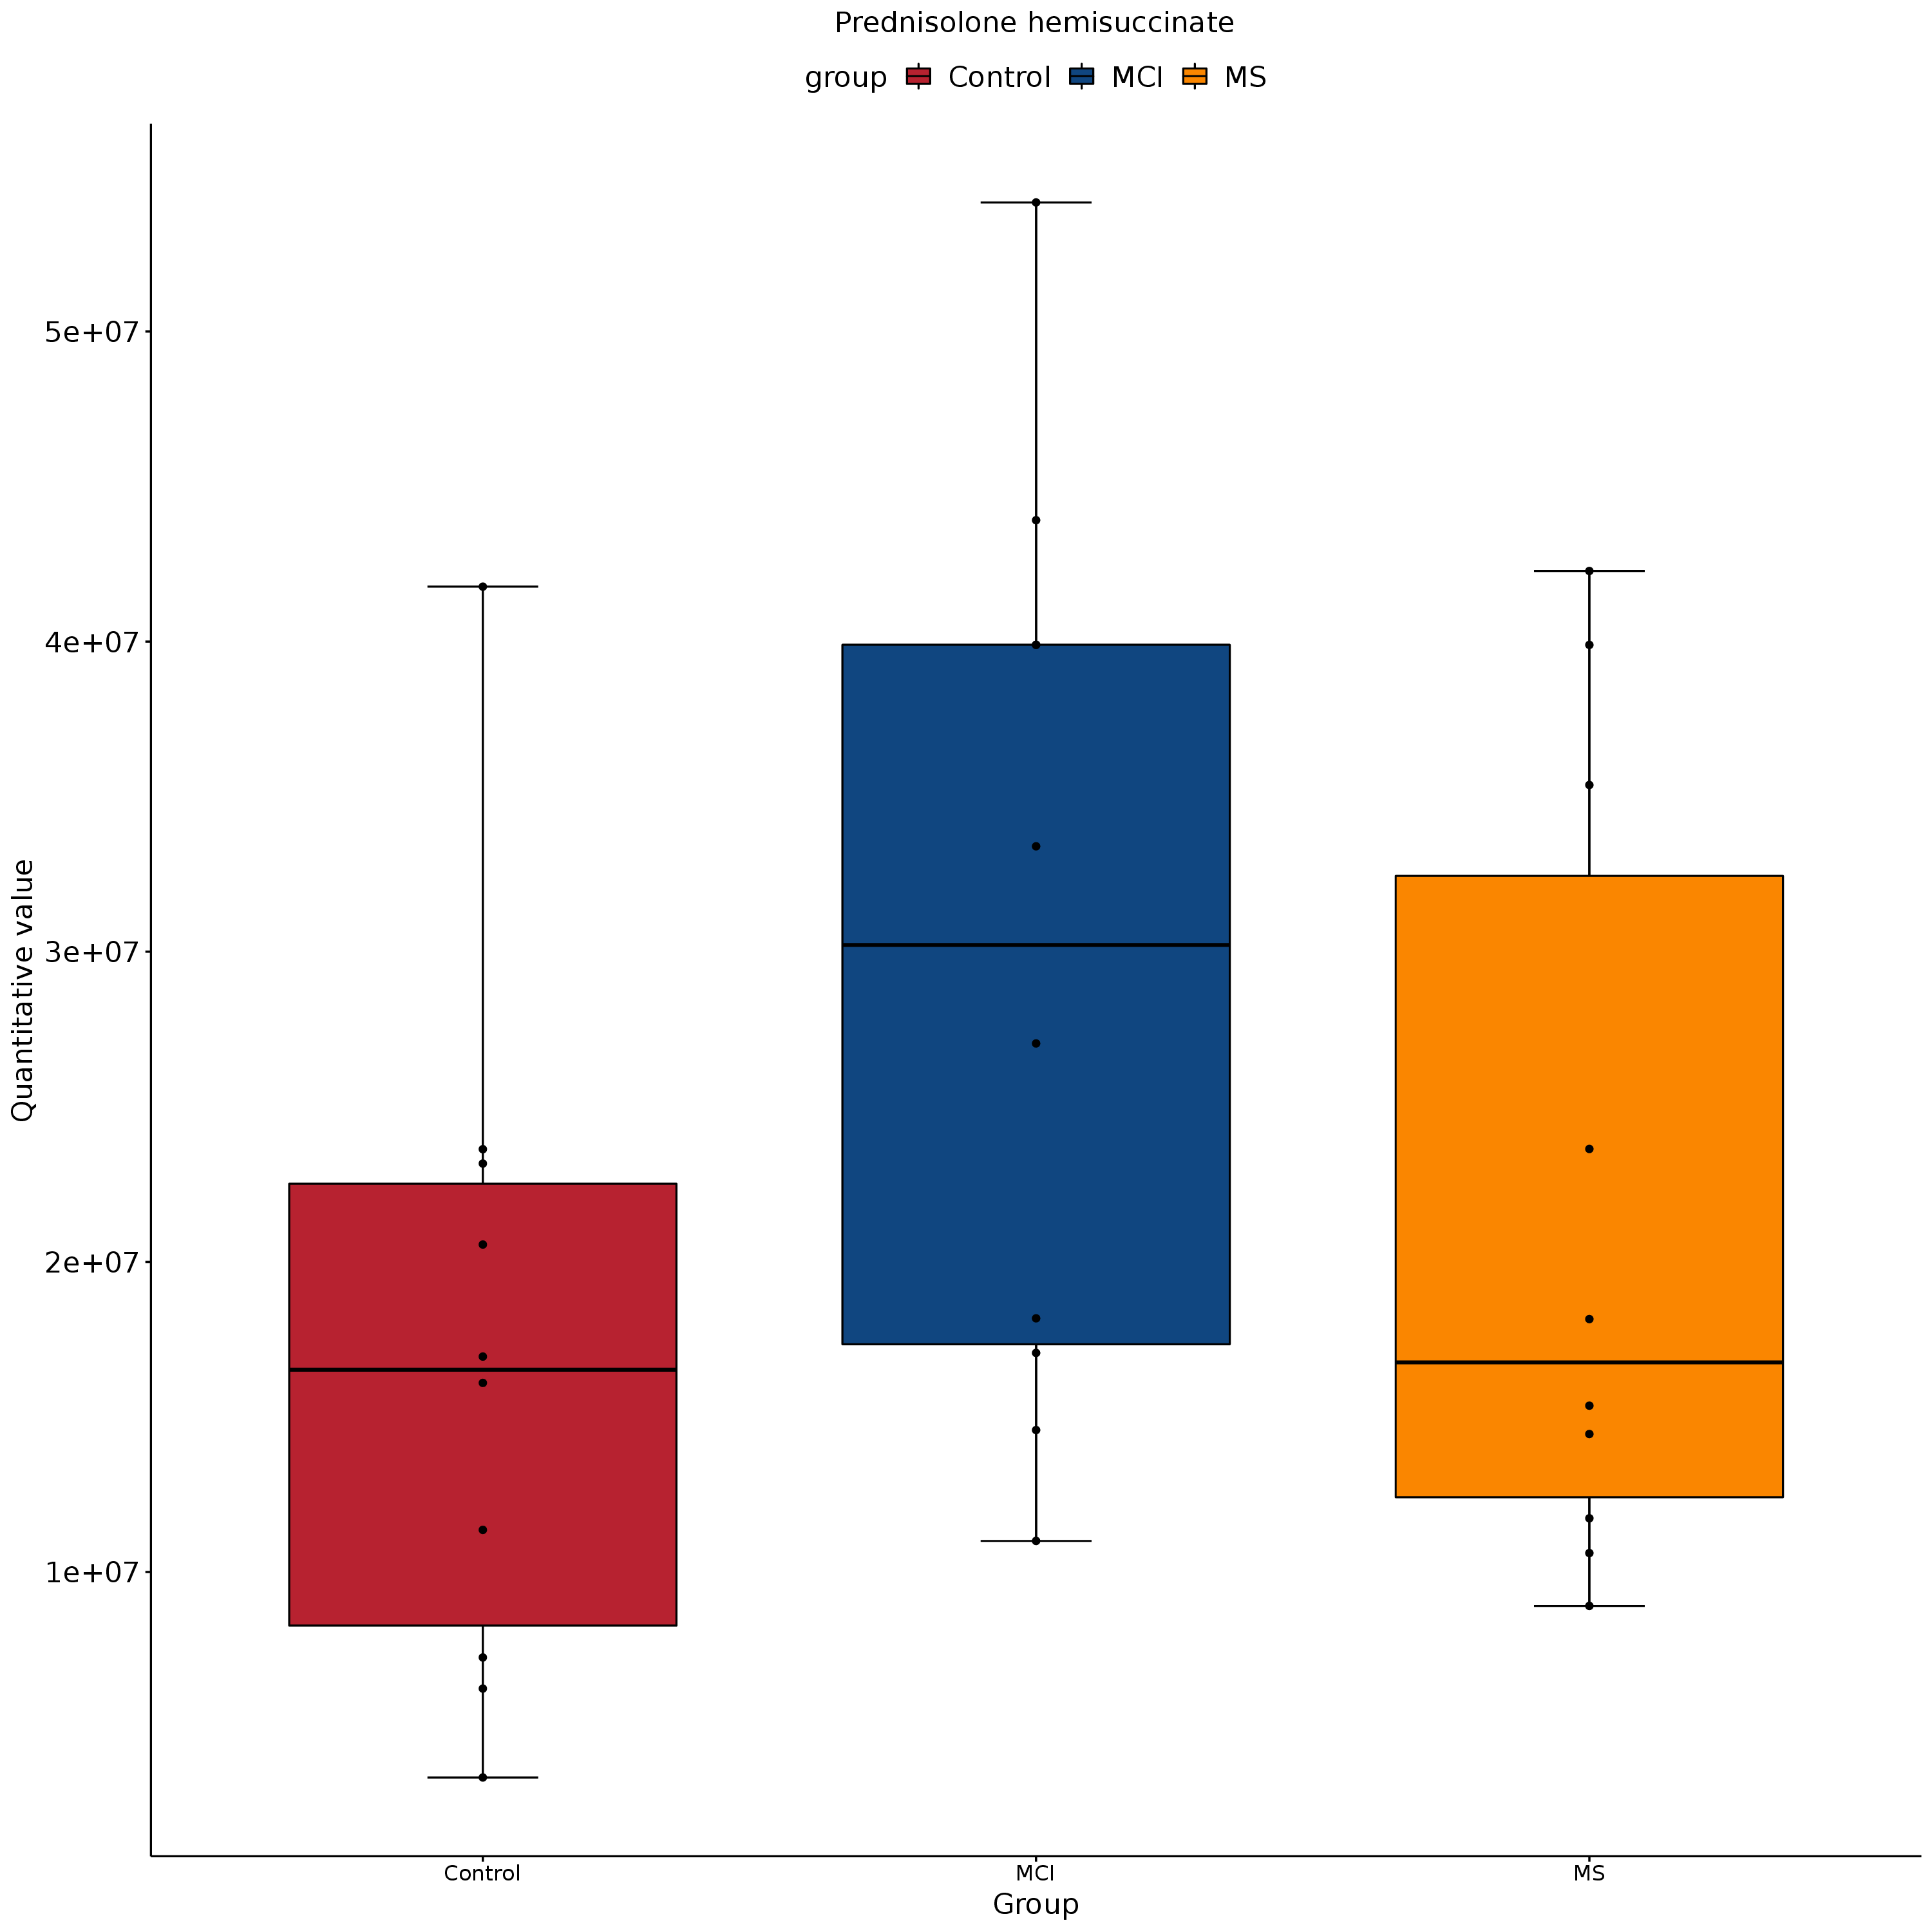 Prednisolone hemisuccinate
group Control MCI MS
Quantitative value
5e+07
4e+07
3e+07
2e+07
1e+07
Control MCI MS
Group